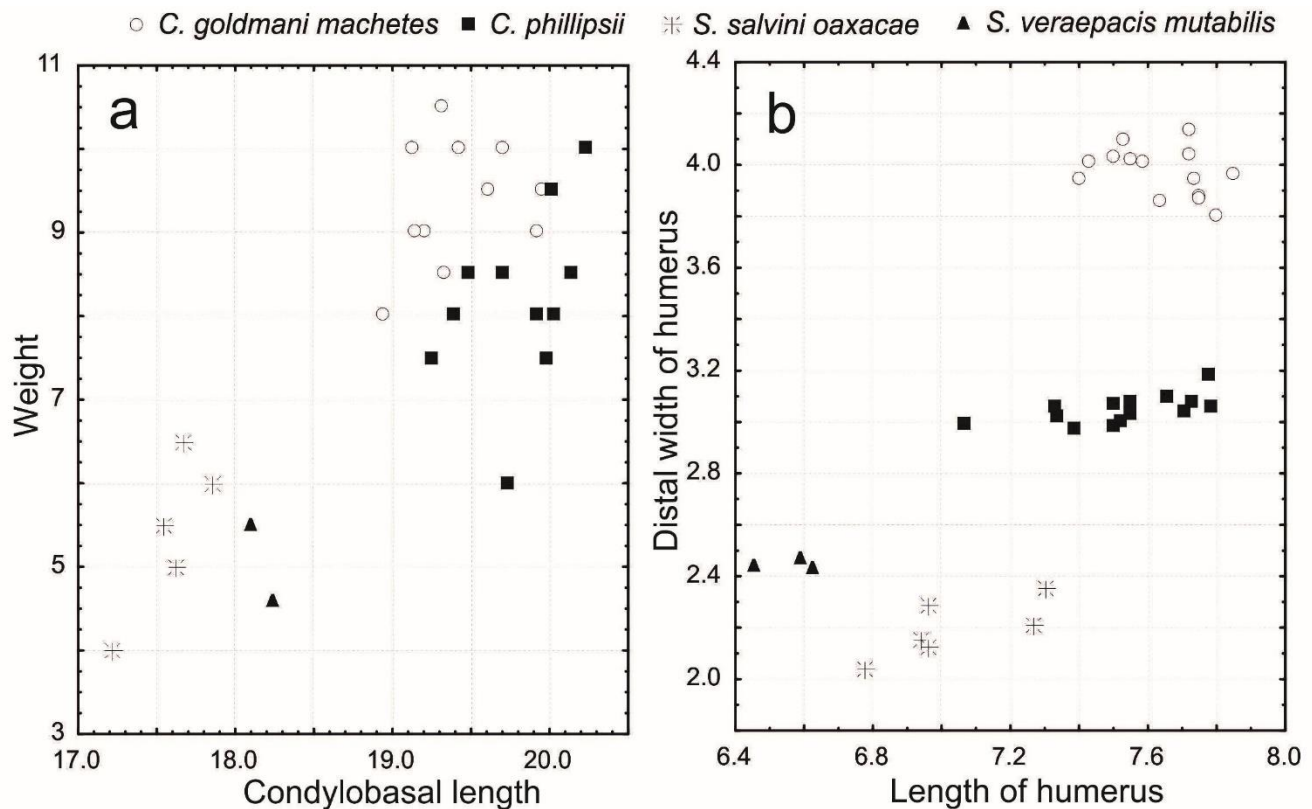 ○ C. goldmani machetes ■ C. phillipsii ✳ S. salvini oaxacae ▲ S. veraepacis mutabilis
a
11
9
7
5
3
Weight
17.0 18.0 19.0 20.0
Condylobasal length
b
4.4
4.0
3.6
3.2
2.8
2.4
2.0
Distal width of humerus
6.4 6.8 7.2 7.6 8.0
Length of humerus